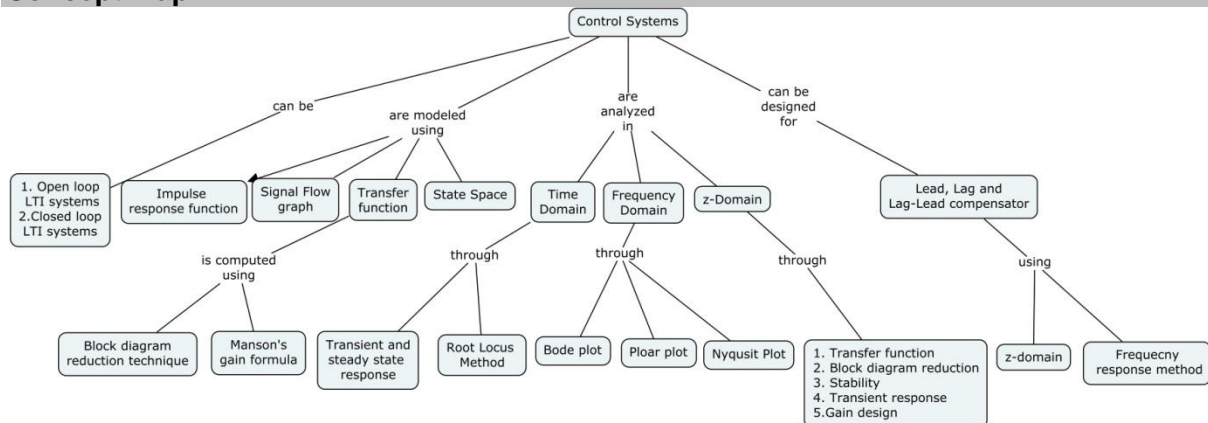 Control Systems
can be
are modeled
using
are
analyzed
in
can be
designed
for
1. Open loop
LTI systems
2.Closed loop
LTI systems
Impulse
response function
Signal Flow
graph
Transfer
function
State Space
Time
Domain
Frequency
Domain
z-Domain
Lead, Lag and
Lag-Lead compensator
is computed
using
through
through
through
using
Block diagram
reduction technique
Manson's
gain formula
Transient and
steady state
response
Root Locus
Method
Bode plot
Ploar plot
Nyqusit Plot
1. Transfer function
2. Block diagram reduction
3. Stability
4. Transient response
5.Gain design
z-domain
Frequecny
response method